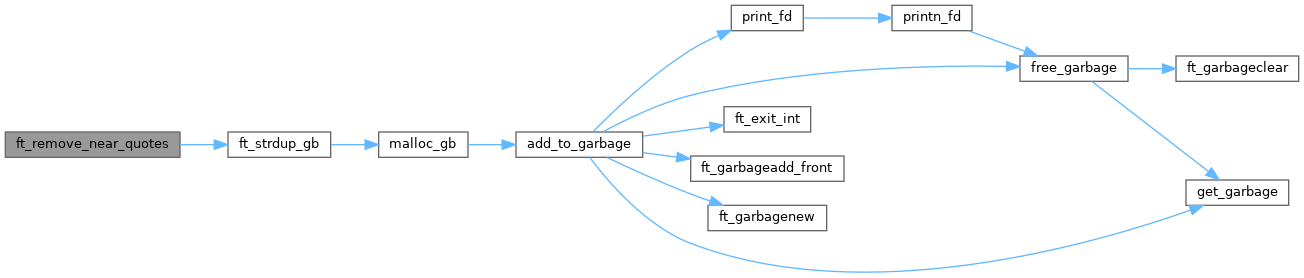 ft_remove_near_quotes
ft_strdup_gb
malloc_gb
add_to_garbage
print_fd
printn_fd
free_garbage
ft_garbageclear
ft_exit_int
ft_garbageadd_front
ft_garbagenew
get_garbage